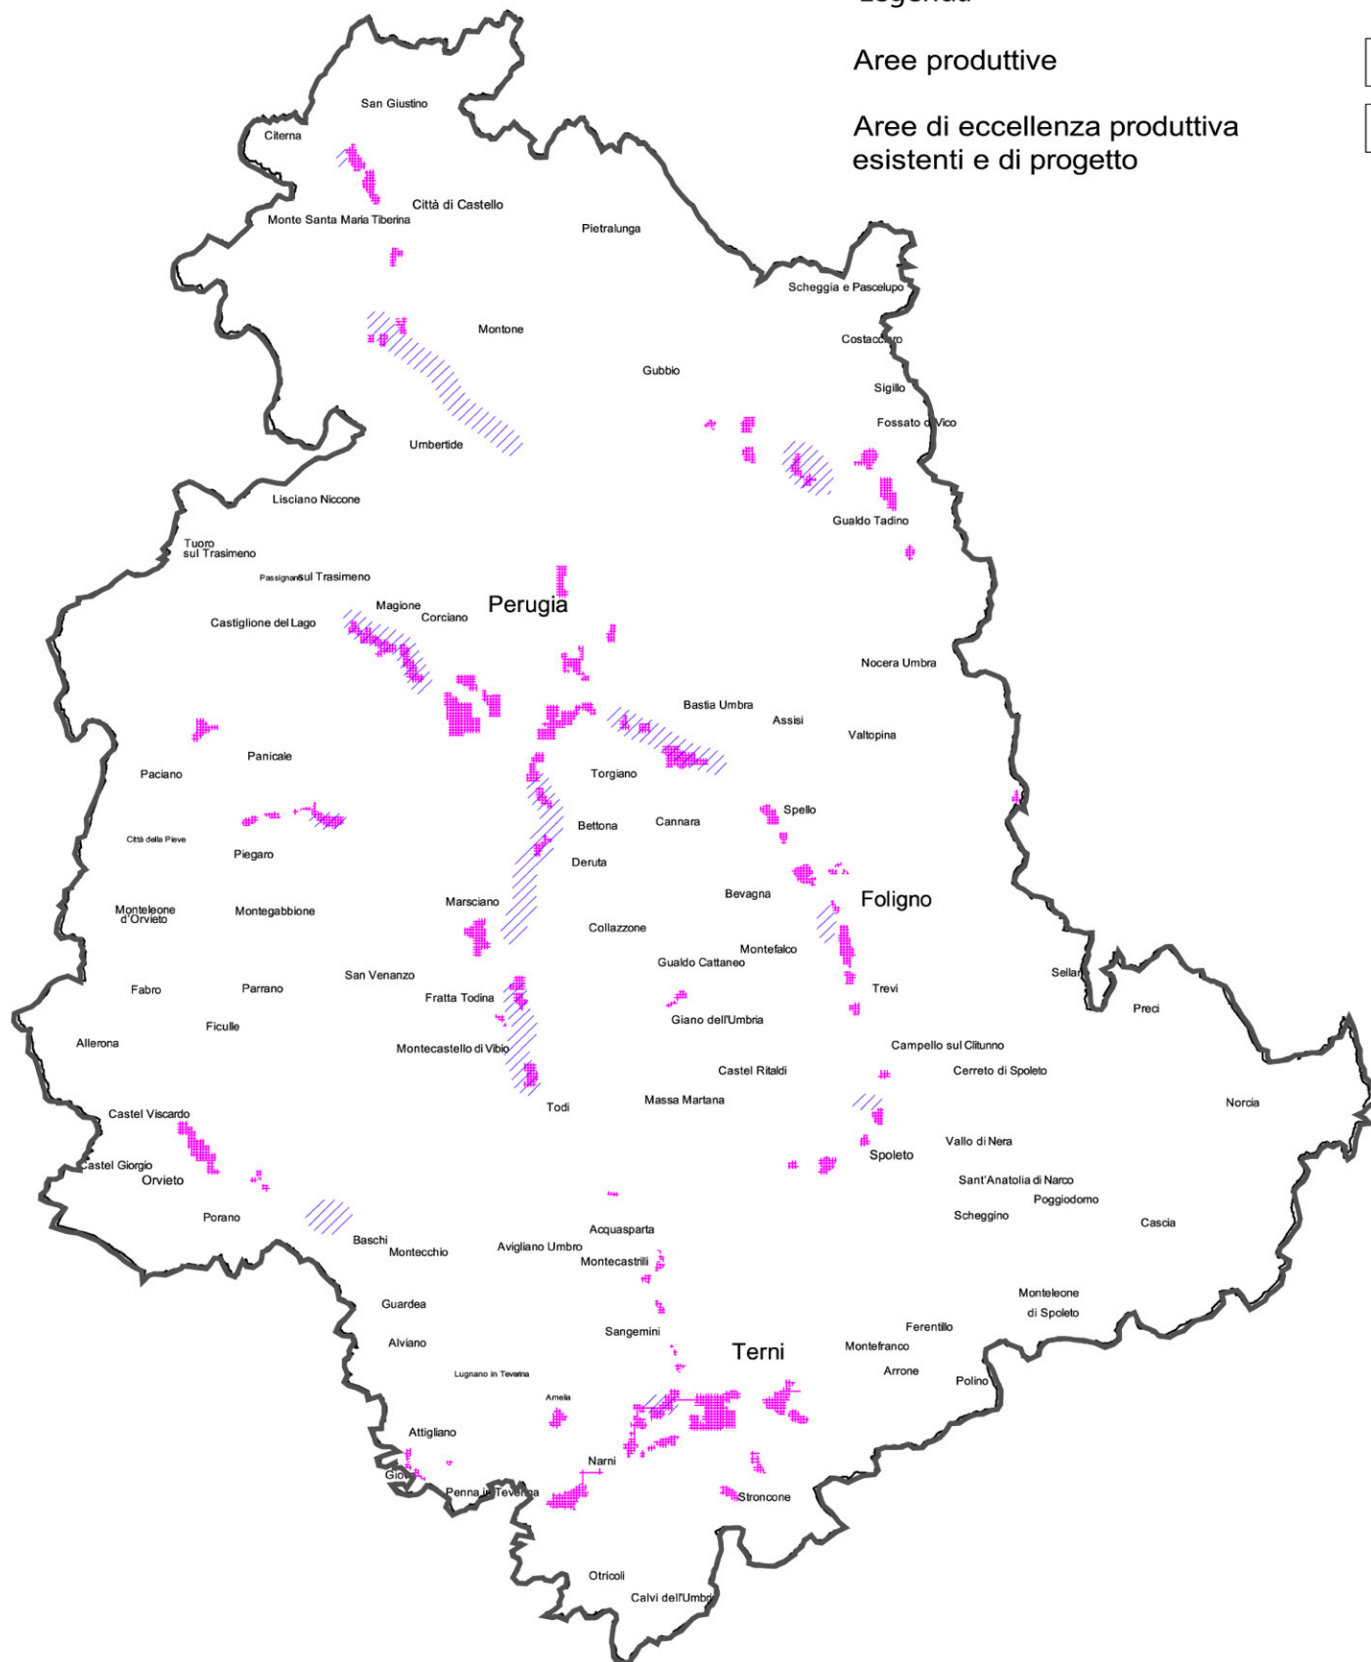 Legenda
Aree produttive
Aree di eccellenza produttiva
esistenti e di progetto
San Giustino
Citerna
Città di Castello
Monte Santa Maria Tiberina
Pietralunga
Scheggia e Pascelupo
Montone
Costacciaro
Gubbio
Sigillo
Fossato di Vico
Umbertide
Lisciano Niccone
Gualdo Tadino
Tuoro
sul Trasimeno
Passignano sul Trasimeno
Magione
Perugia
Corciano
Castiglione del Lago
Nocera Umbra
Bastia Umbra
Assisi
Valtopina
Panicale
Paciano
Torgiano
Spello
Bettona
Cannara
Città della Pieve
Piegaro
Deruta
Bevagna
Foligno
Marsciano
Monteleone
d'Orvieto
Montegabbione
Collazzone
Montefalco
Gualdo Cattaneo
San Venanzo
Sellano
Fabro
Parrano
Fratta Todina
Trevi
Preci
Giano dell'Umbria
Ficulle
Allerona
Montecastello di Vibio
Campello sul Clitunno
Castel Ritaldi
Cerreto di Spoleto
Massa Martana
Norcia
Todi
Castel Viscardo
Vallo di Nera
Spoleto
Castel Giorgio
Orvieto
Sant'Anatolia di Narco
Poggiodomo
Porano
Scheggino
Cascia
Acquasparta
Baschi
Avigliano Umbro
Montecchio
Montecastrilli
Monteleone
di Spoleto
Guardea
Ferentillo
Sangemini
Alviano
Terni
Montefranco
Lugnano in Teverina
Arrone
Polino
Amelia
Attigliano
Narni
Giove
Penna in Teverina
Stroncone
Otricoli
Calvi dell'Umbria